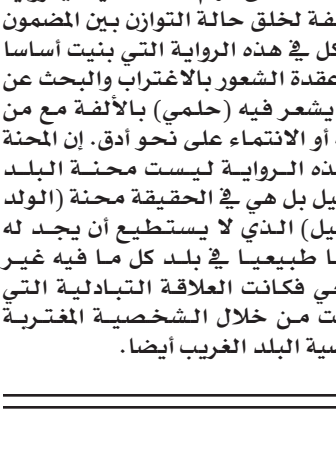 لفة لخلق حالة التوازن بين المضمون
كل في هذه الرواية التي بنيت أساسا
عقدة الشعور بالاغتراب والبحث عن
يشعر فيه (حلمي) بالألفة مع من
أو الانتماء على نحو أدق. إن المحنة
ذه الرواية ليست محنة البلد
يل بل هي في الحقيقة محنة (الولد
يل) الذي لا يستطيع أن يجد له
ا طبيعيا في بلد كل ما فيه غير
ي فكانت العلاقة التبادلية التي
ت من خلال الشخصية المغتربة
سية البلد الغريب أيضا.